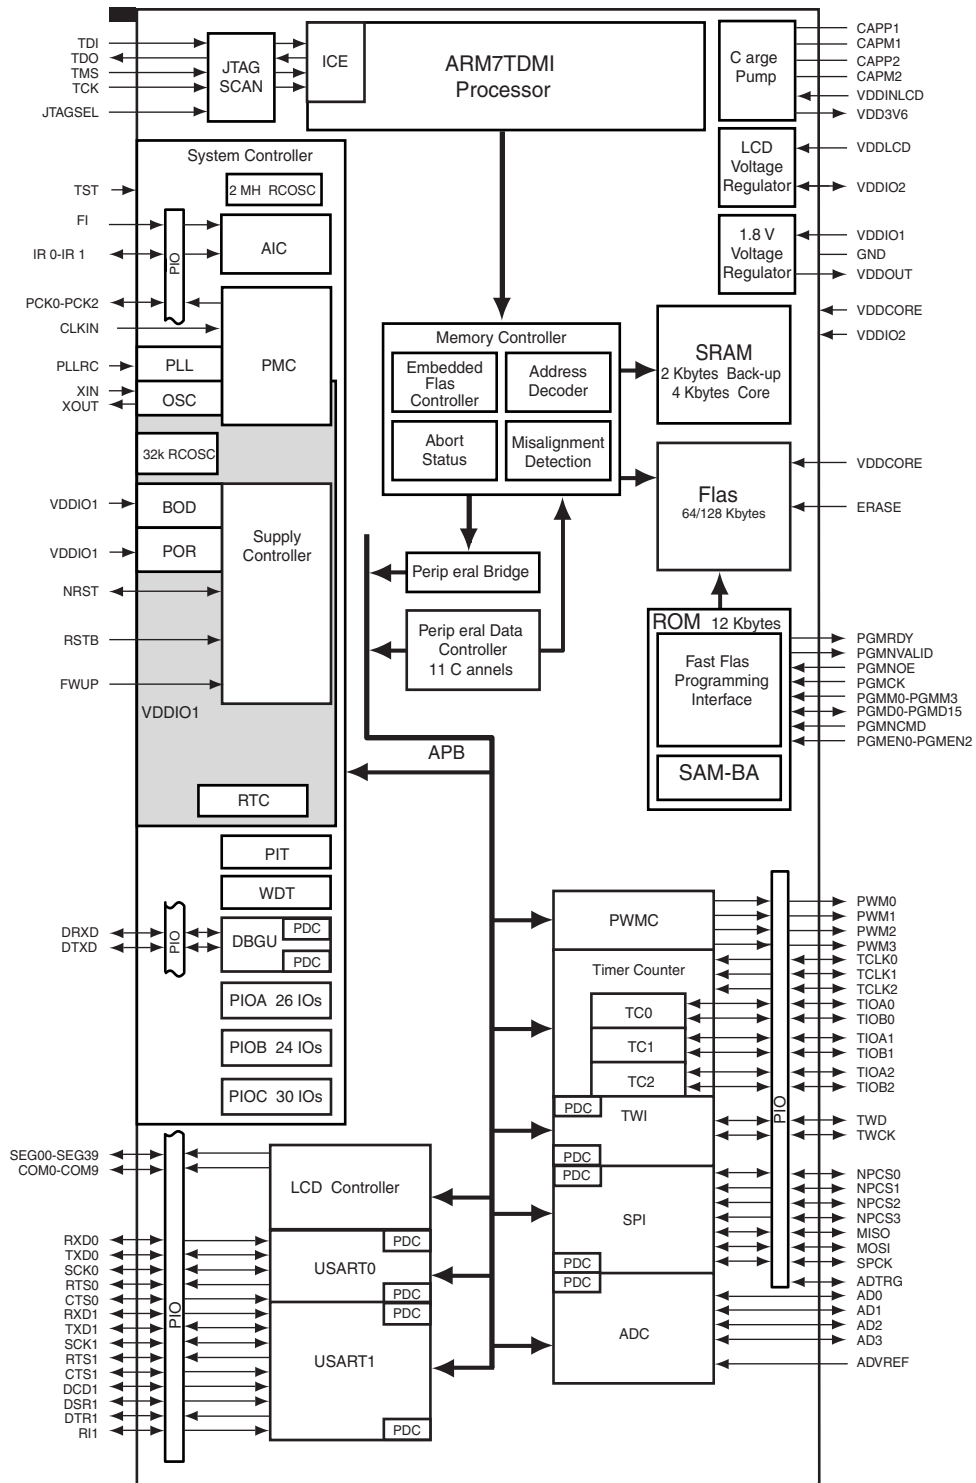 TDI
TDO
TMS
TCK
JTAGSEL
JTAG
SCAN
ICE
ARM7TDMI
Processor
C arge
Pump
CAPP1
CAPM1
CAPP2
CAPM2
VDDINLCD
VDD3V6
LCD
Voltage
Regulator
VDDLCD
VDDIO2
1.8 V
Voltage
Regulator
VDDIO1
GND
VDDOUT
VDDCORE
VDDIO2
System Controller
TST
2 MH RCOSC
FI
IR 0-IR 1
PIO
AIC
PCK0-PCK2
CLKIN
PMC
PLLRC
PLL
XIN
XOUT
OSC
32k RCOSC
VDDIO1
BOD
VDDIO1
POR
Supply
Controller
NRST
RSTB
FWUP
VDDIO1
RTC
PIT
WDT
DRXD
DTXD
PIO
DBGU
PDC
PDC
PIOA 26 IOs
PIOB 24 IOs
PIOC 30 IOs
Memory Controller
Embedded
Flas
Controller
Address
Decoder
Abort
Status
Misalignment
Detection
SRAM
2 Kbytes Back-up
4 Kbytes Core
Flas
64/128 Kbytes
VDDCORE
ERASE
Perip eral Bridge
Perip eral Data
Controller
11 C annels
APB
ROM 12 Kbytes
Fast Flas
Programming
Interface
SAM-BA
PGMRDY
PGMNVALID
PGMNOE
PGMCK
PGMM0-PGMM3
PGMD0-PGMD15
PGMNCMD
PGMEN0-PGMEN2
PWMC
Timer Counter
TC0
TC1
TC2
PDC
TWI
PDC
PDC
SPI
PDC
PDC
ADC
PIO
PWM0
PWM1
PWM2
PWM3
TCLK0
TCLK1
TCLK2
TIOA0
TIOB0
TIOA1
TIOB1
TIOA2
TIOB2
TWD
TWCK
NPCS0
NPCS1
NPCS2
NPCS3
MISO
MOSI
SPCK
ADTRG
AD0
AD1
AD2
AD3
ADVREF
SEG00-SEG39
COM0-COM9
RXD0
TXD0
SCK0
RTS0
CTS0
RXD1
TXD1
SCK1
RTS1
CTS1
DCD1
DSR1
DTR1
RI1
PIO
LCD Controller
PDC
USART0
PDC
PDC
USART1
PDC